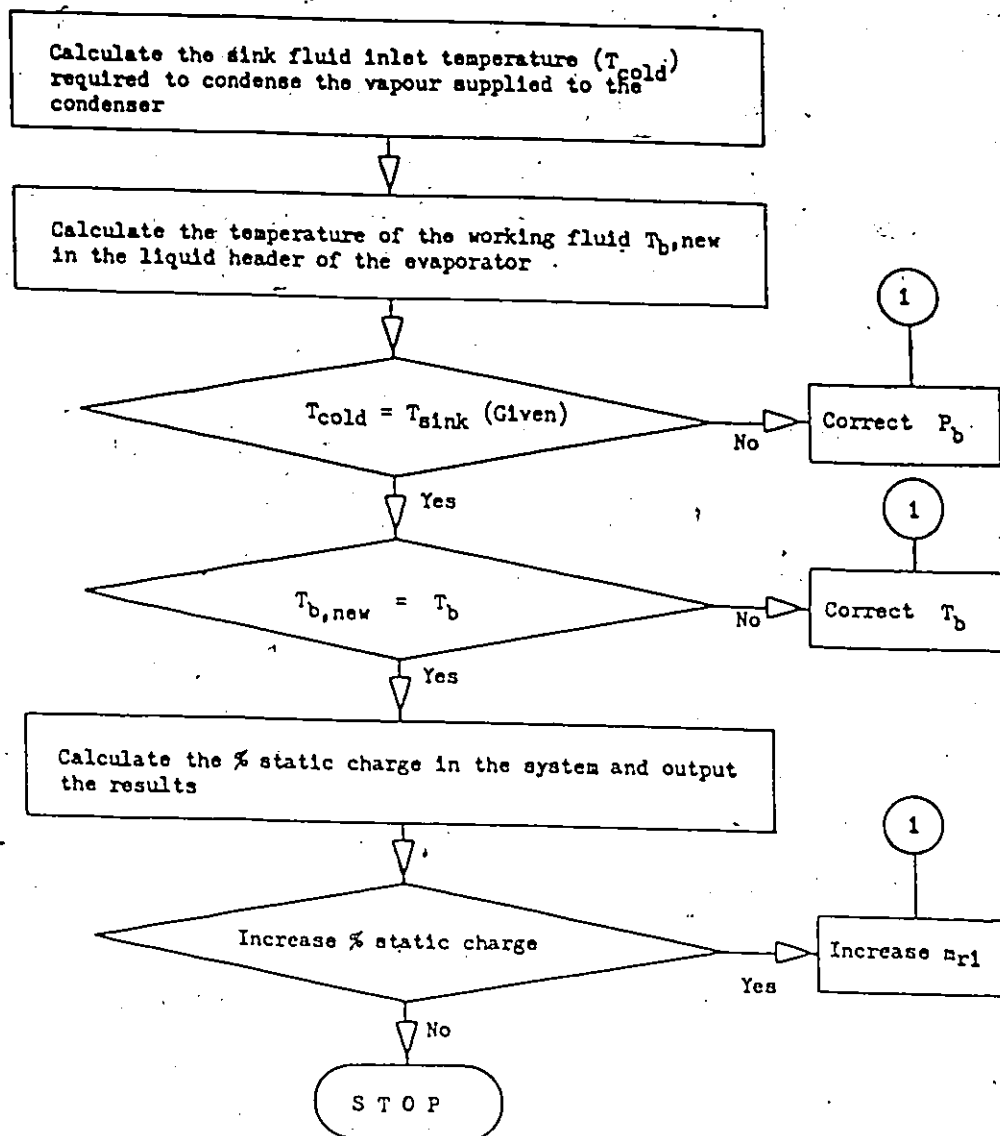 Calculate the sink fluid inlet temperature (T_cold)
required to condense the vapour supplied to the
condenser
Calculate the temperature of the working fluid T_b,new
in the liquid header of the evaporator
1
T_cold = T_sink (Given)
No
Correct P_b
Yes
1
T_b,new = T_b
No
Correct T_b
Yes
Calculate the % static charge in the system and output
the results
1
Increase % static charge
Yes
Increase m_r1
No
STOP